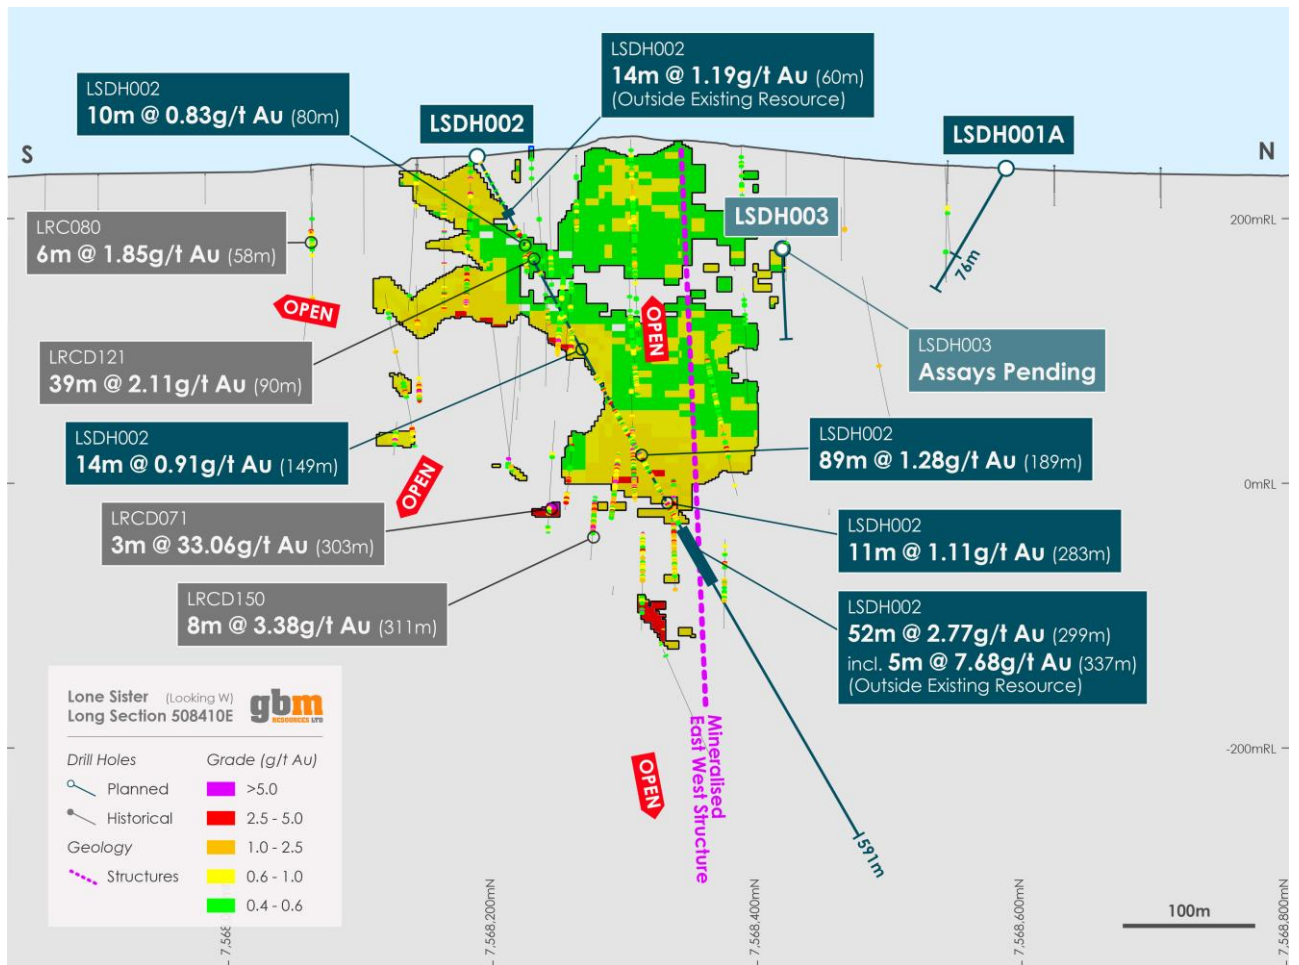 LSDH002
14m @ 1.19g/t Au (60m)
(Outside Existing Resource)
LSDH002
10m @ 0.83g/t Au (80m)
LSDH002
LSDH001A
S
N
LRC080
6m @ 1.85g/t Au (58m)
LSDH003
200mRL
76m
OPEN
OPEN
LRCD121
39m @ 2.11g/t Au (90m)
LSDH003
Assays Pending
LSDH002
14m @ 0.91g/t Au (149m)
LSDH002
89m @ 1.28g/t Au (189m)
OPEN
0mRL
LRCD071
3m @ 33.06g/t Au (303m)
LSDH002
11m @ 1.11g/t Au (283m)
LRCD150
8m @ 3.38g/t Au (311m)
LSDH002
52m @ 2.77g/t Au (299m)
incl. 5m @ 7.68g/t Au (337m)
(Outside Existing Resource)
Lone Sister (Looking W)
Long Section 508410E
gbm
RESOURCES LTD
Drill Holes
Planned
Historical
Geology
Structures
Grade (g/t Au)
>5.0
2.5 - 5.0
1.0 - 2.5
0.6 - 1.0
0.4 - 0.6
Mineralised
East West Structure
OPEN
-200mRL
591m
7,568,200mN
7,568,400mN
7,568,600mN
7,568,800mN
100m